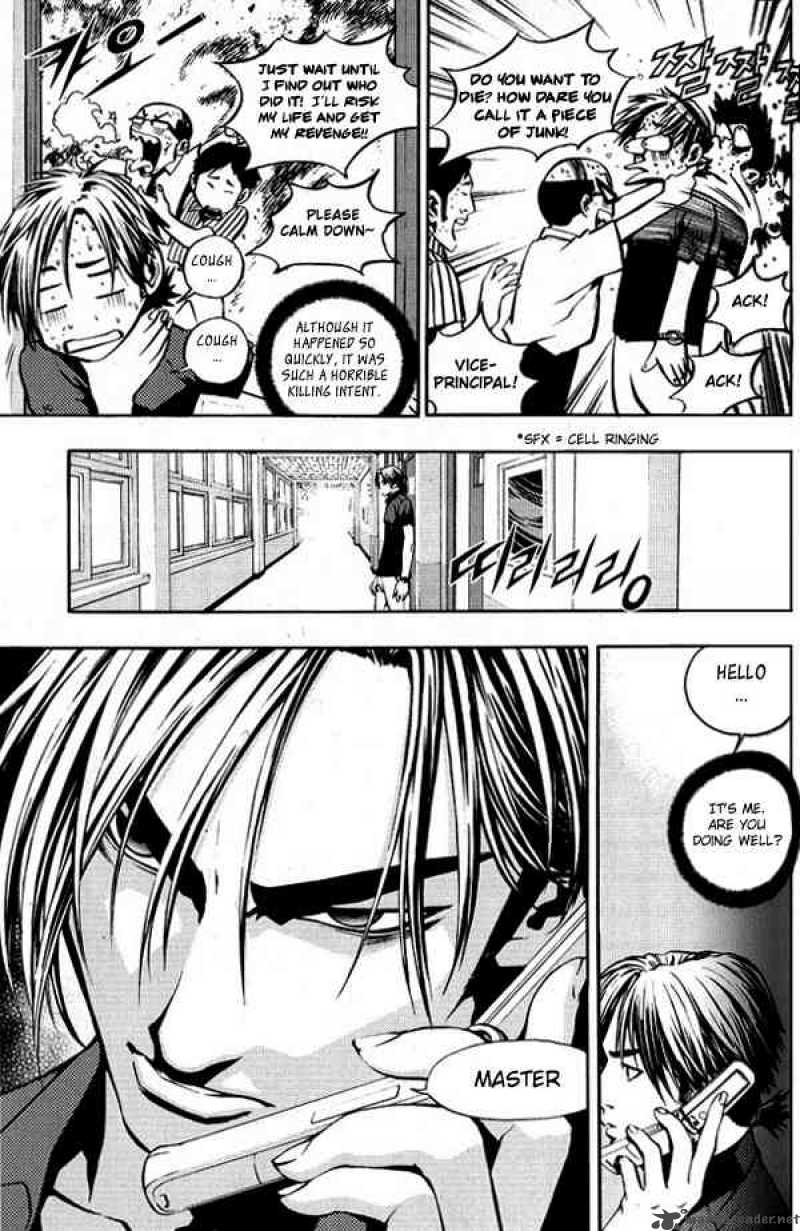 DO YOU WANT TO
DIE? HOW DARE YOU
CALL IT A PIECE
OF JUNK!
ACK!
ACK!
VICE-
PRINCIPAL!
JUST WAIT UNTIL
I FIND OUT WHO
DID IT! I'LL RISK
MY LIFE AND GET
MY REVENGE!!
PLEASE
CALM DOWN~
COUGH
...
COUGH
...
ALTHOUGH IT
HAPPENED SO
QUICKLY, IT WAS
SUCH A HORRIBLE
KILLING INTENT.
*SFX = CELL RINGING
띠리리리링
HELLO
...
IT'S ME.
ARE YOU
DOING WELL?
MASTER